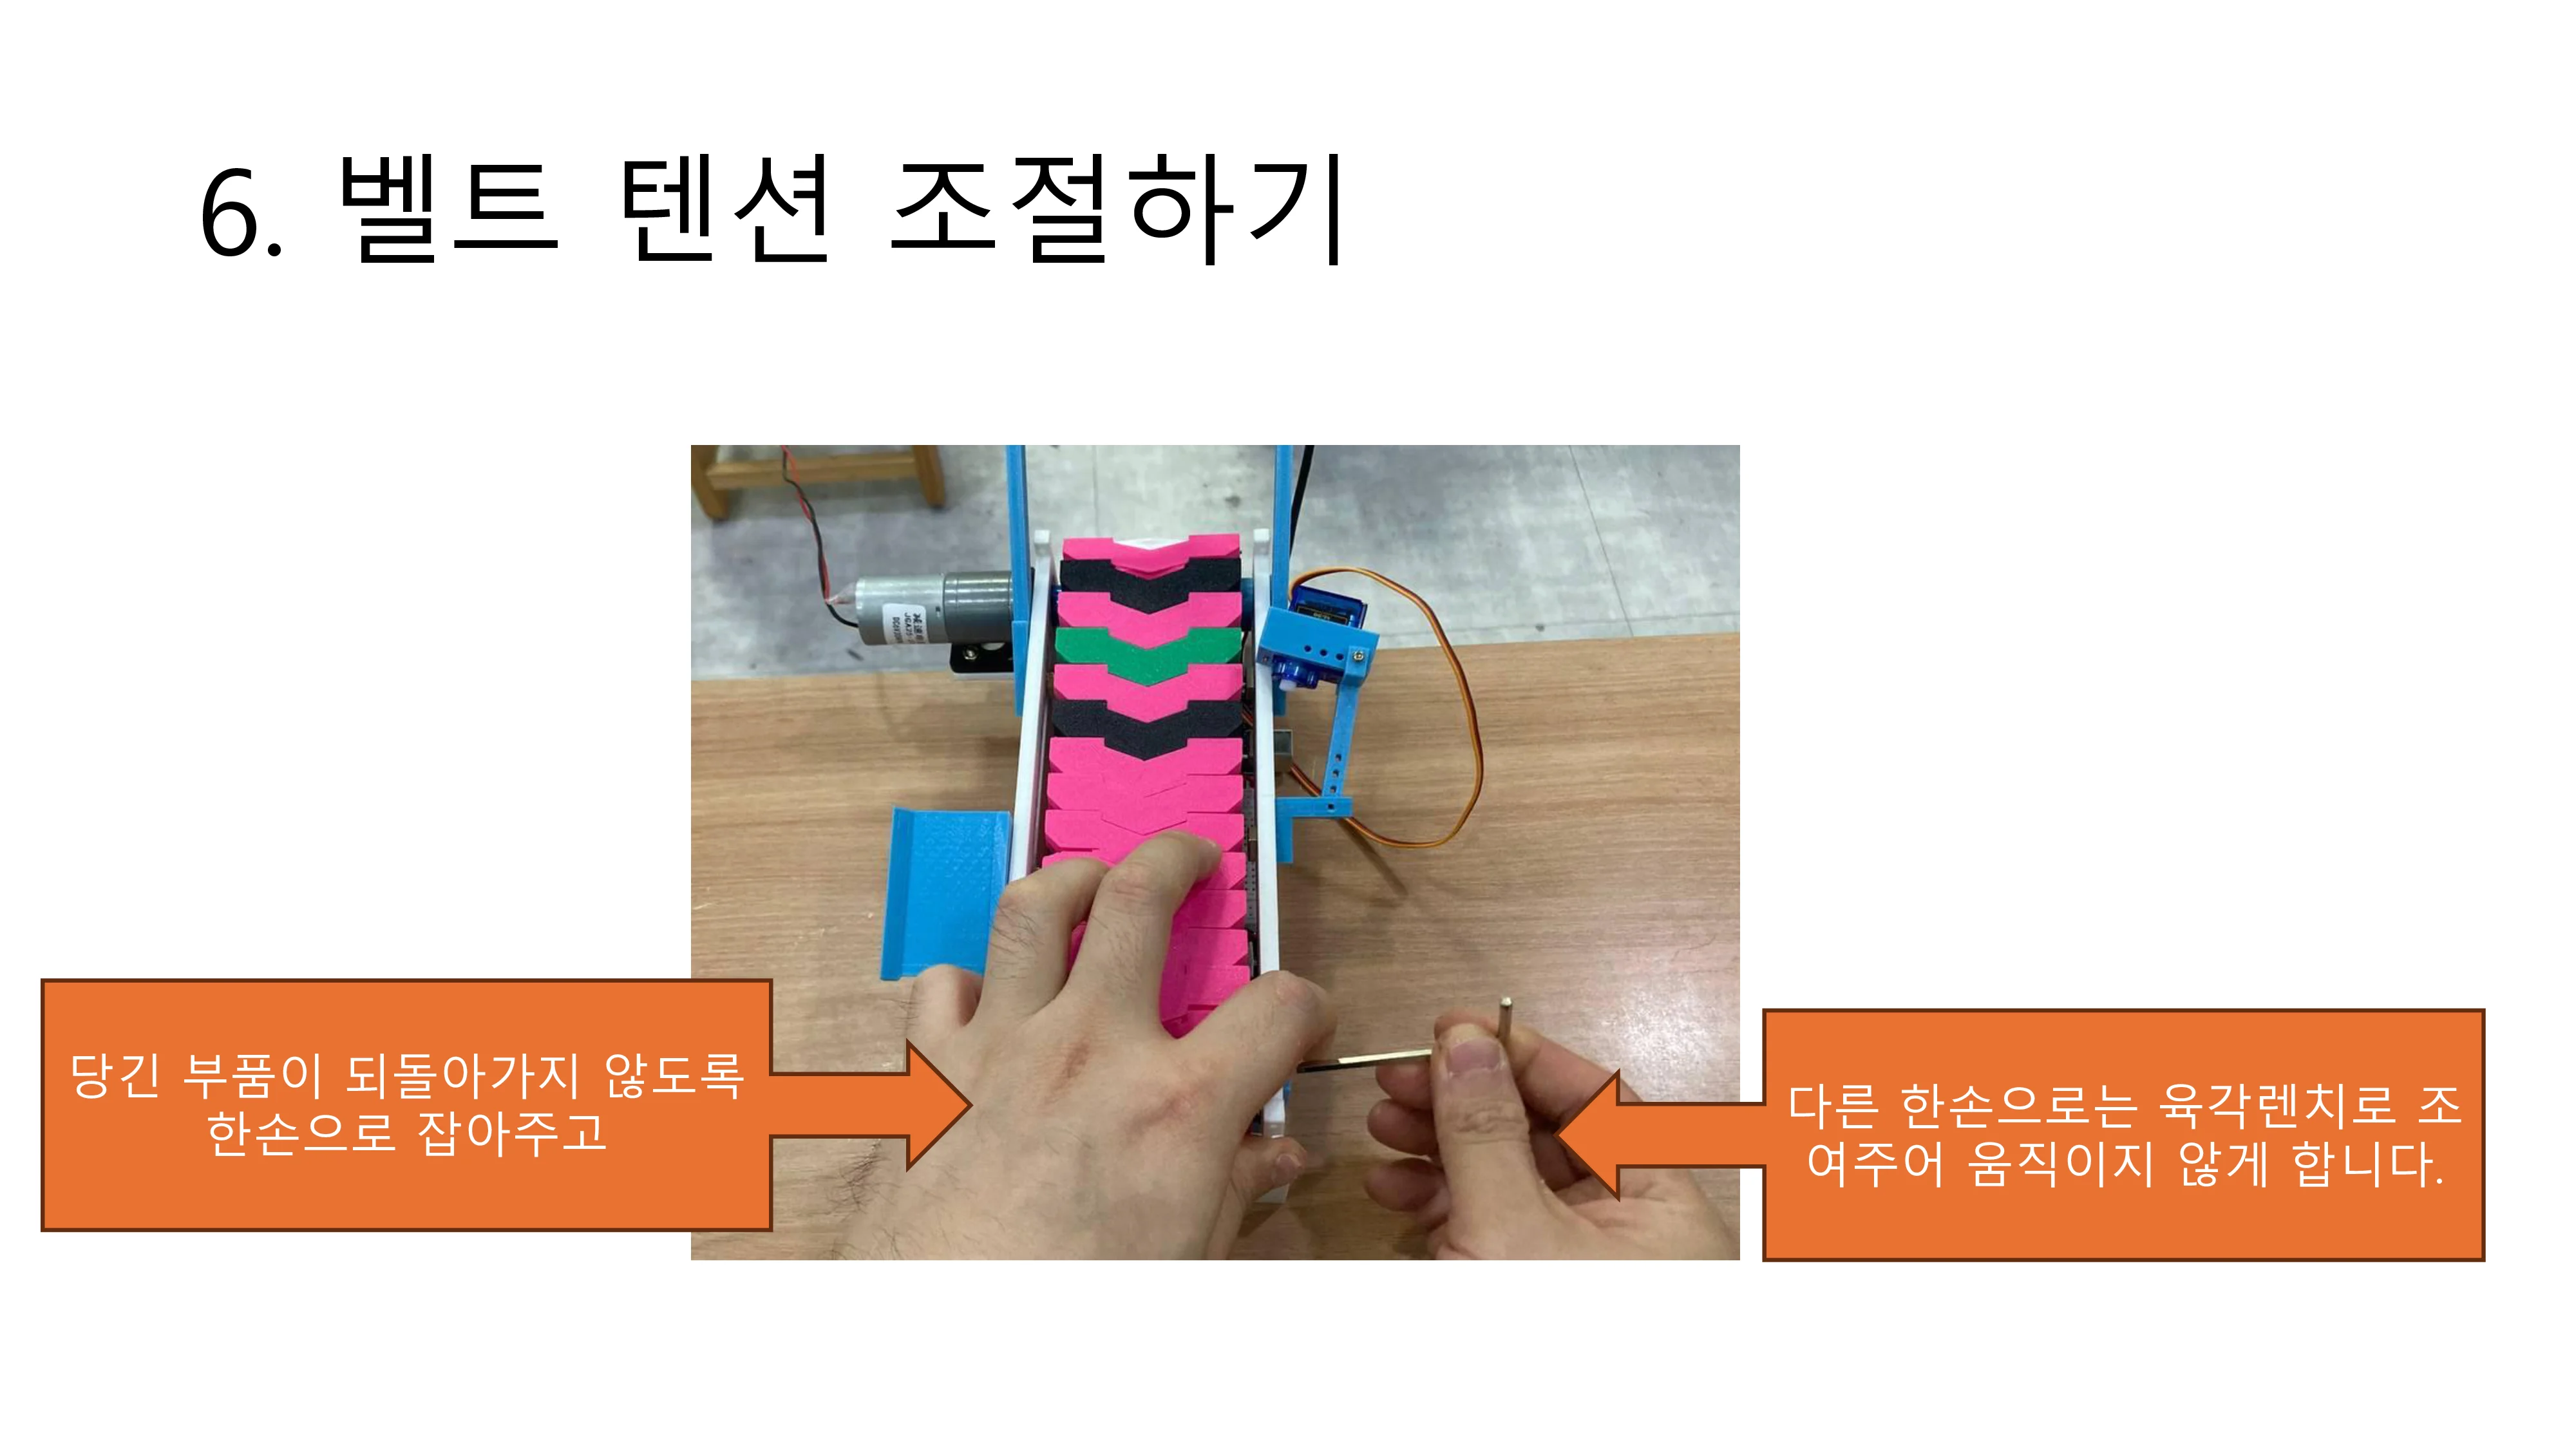 6. 벨트 텐션 조절하기
당긴 부품이 되돌아가지 않도록
한손으로 잡아주고
다른 한손으로는 육각렌치로 조
여주어 움직이지 않게 합니다.